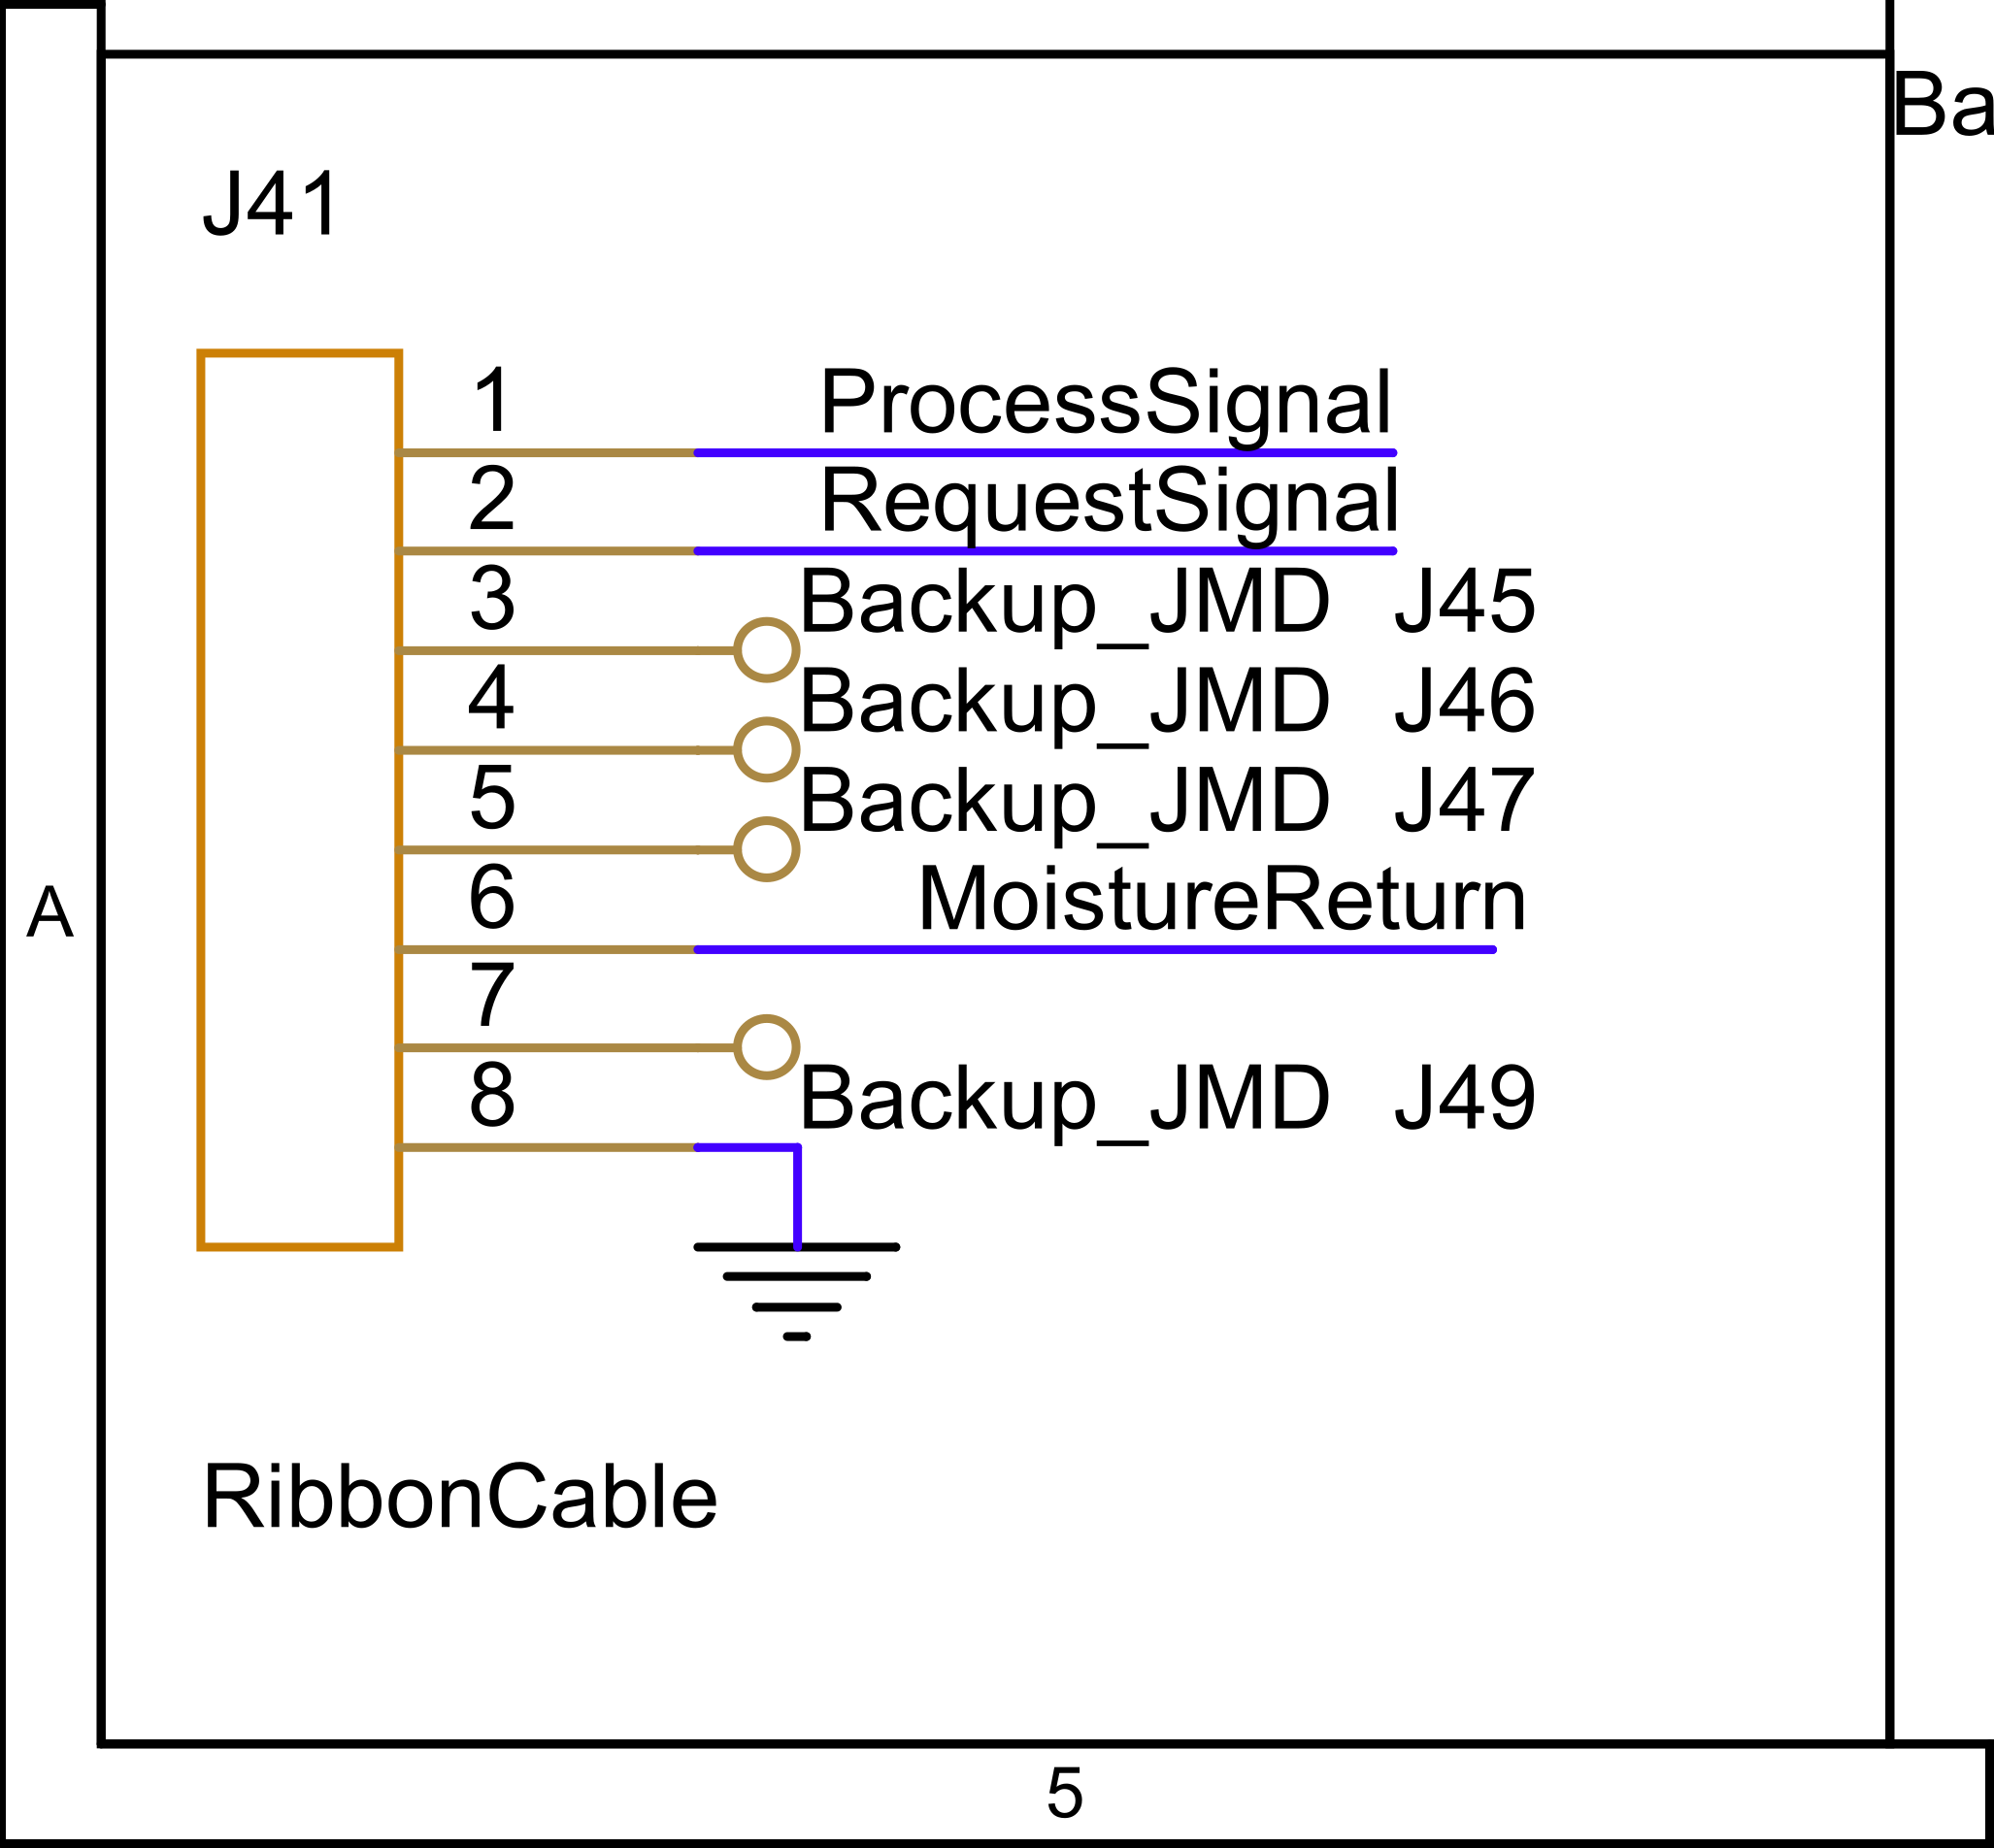 Ba
J41
1 ProcessSignal
2 RequestSignal
3 Backup_JMD J45
4 Backup_JMD J46
5 Backup_JMD J47
6 MoistureReturn
7
8 Backup_JMD J49
A
RibbonCable
5